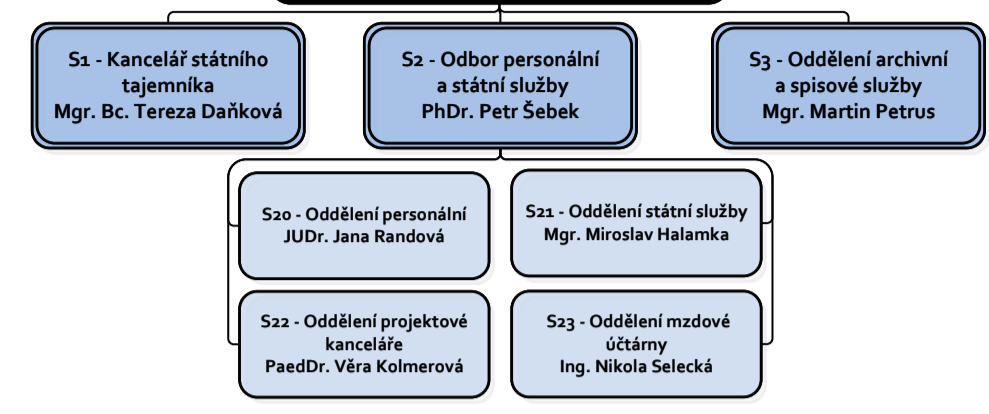 S1 - Kancelář státního
tajemníka
Mgr. Bc. Tereza Daňková
S2 - Odbor personální
a státní služby
PhDr. Petr Šebek
S3 - Oddělení archivní
a spisové služby
Mgr. Martin Petrus
S20 - Oddělení personální
JUDr. Jana Randová
S21 - Oddělení státní služby
Mgr. Miroslav Halamka
S22 - Oddělení projektové
kanceláře
PaedDr. Věra Kolmerová
S23 - Oddělení mzdové
účtárny
Ing. Nikola Selecká